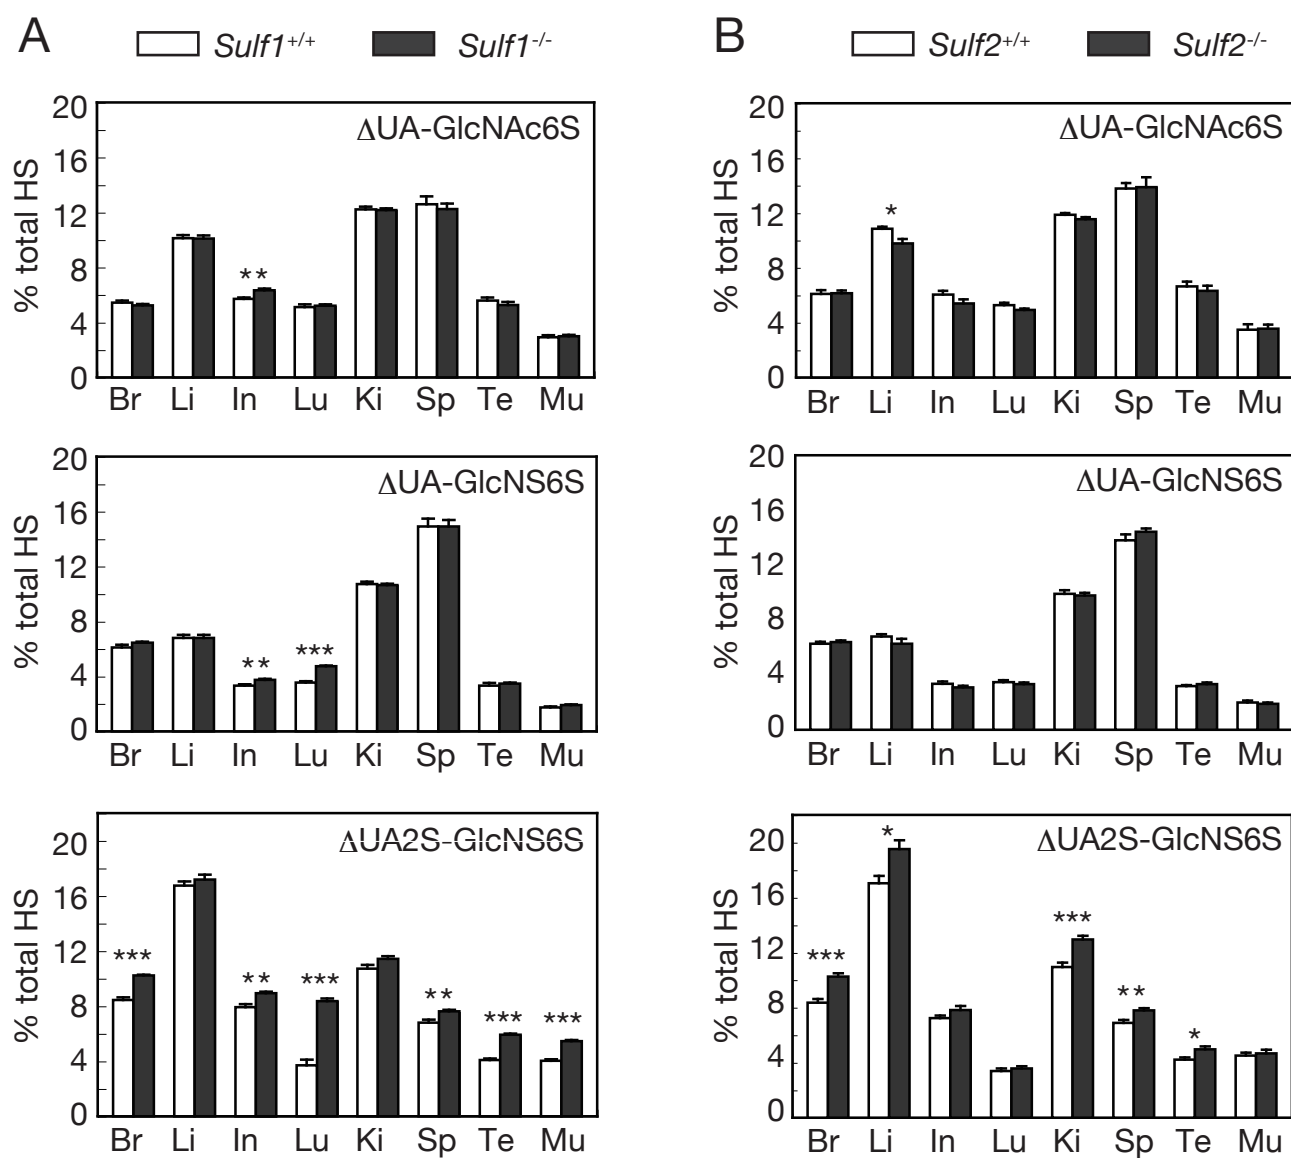 A
Sulf1+/+
Sulf1-/-
B
Sulf2+/+
Sulf2-/-
ΔUA-GlcNAc6S
% total HS
20
16
12
8
4
0
**
Br Li In Lu Ki Sp Te Mu
ΔUA-GlcNAc6S
% total HS
20
16
12
8
4
0
*
Br Li In Lu Ki Sp Te Mu
ΔUA-GlcNS6S
% total HS
20
16
12
8
4
0
** ***
Br Li In Lu Ki Sp Te Mu
ΔUA-GlcNS6S
% total HS
20
16
12
8
4
0
Br Li In Lu Ki Sp Te Mu
ΔUA2S-GlcNS6S
% total HS
20
16
12
8
4
0
*** ** *** ** *** ***
Br Li In Lu Ki Sp Te Mu
ΔUA2S-GlcNS6S
% total HS
20
16
12
8
4
0
*** * *** ** *
Br Li In Lu Ki Sp Te Mu